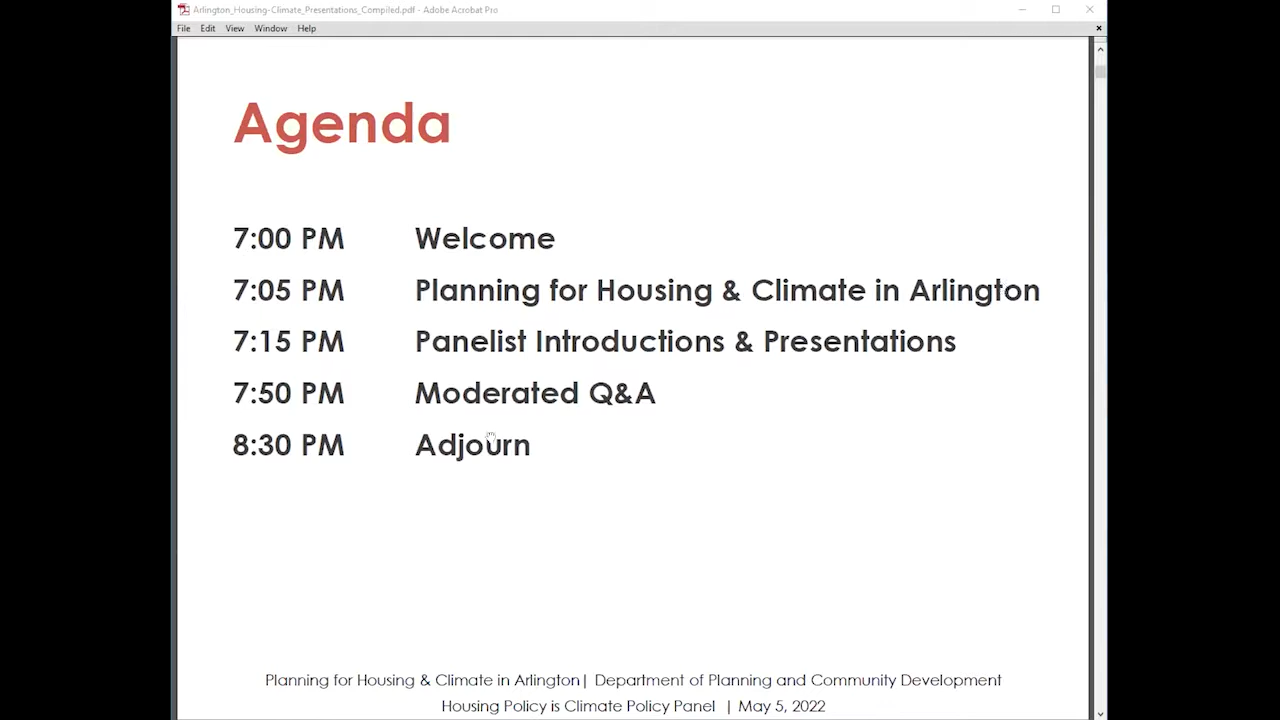 Arlington_Housing-Climate_Presentations_Compiled.pdf - Adobe Acrobat Pro
File Edit View Window Help
Agenda
7:00 PM Welcome
7:05 PM Planning for Housing & Climate in Arlington
7:15 PM Panelist Introductions & Presentations
7:50 PM Moderated Q&A
8:30 PM Adjourn
Planning for Housing & Climate in Arlington| Department of Planning and Community Development
Housing Policy is Climate Policy Panel | May 5, 2022